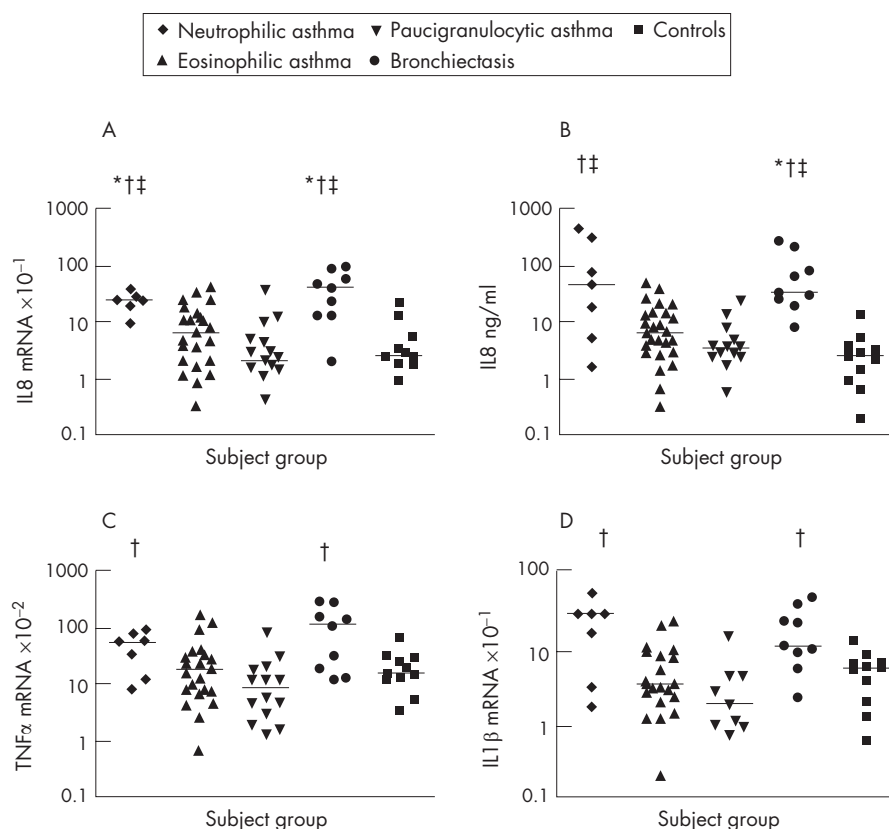 ◆ Neutrophilic asthma ▼ Paucigranulocytic asthma ■ Controls
▲ Eosinophilic asthma ● Bronchiectasis
A
*†‡ *†‡
1000
100
10
1
0.1
IL8 mRNA ×10⁻¹
Subject group
B
†‡ *†‡
1000
100
10
1
0.1
IL8 ng/ml
Subject group
C
† †
1000
100
10
1
0.1
TNFα mRNA ×10⁻²
Subject group
D
† †
100
10
1
0.1
IL1β mRNA ×10⁻¹
Subject group